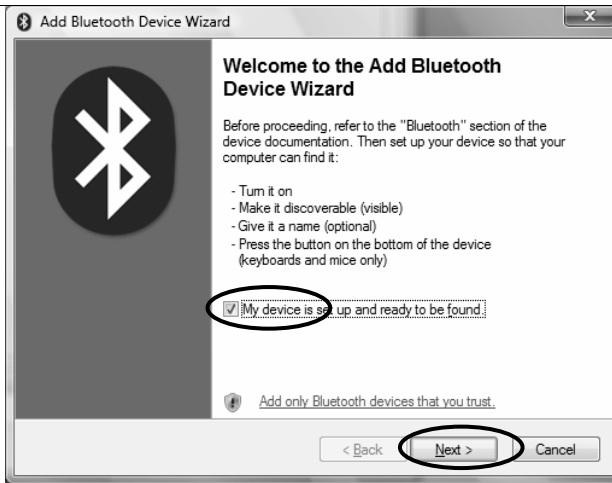 Add Bluetooth Device Wizard
Welcome to the Add Bluetooth
Device Wizard
Before proceeding, refer to the "Bluetooth" section of the
device documentation. Then set up your device so that your
computer can find it:
- Turn it on
- Make it discoverable (visible)
- Give it a name (optional)
- Press the button on the bottom of the device
(keyboards and mice only)
My device is set up and ready to be found.
Add only Bluetooth devices that you trust.
< Back Next > Cancel